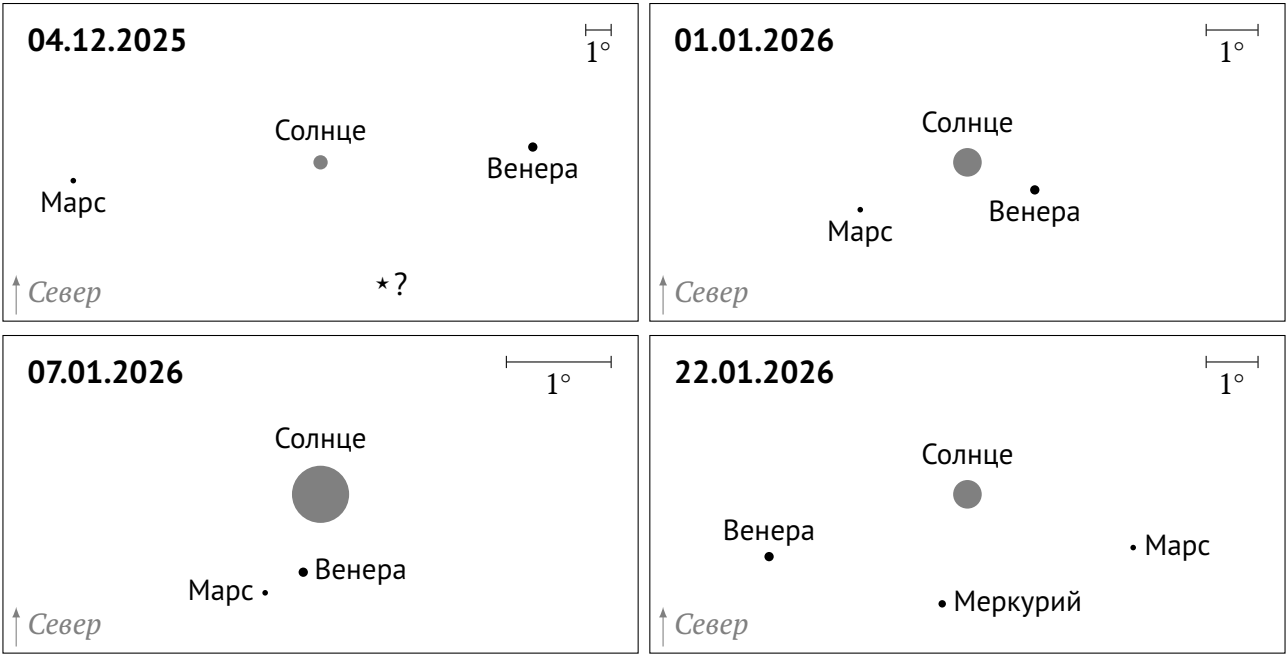 04.12.2025
1°
Солнце
Венера
Марс
?
Север
01.01.2026
1°
Солнце
Венера
Марс
Север
07.01.2026
1°
Солнце
Венера
Марс
Север
22.01.2026
1°
Солнце
Венера
Марс
Меркурий
Север